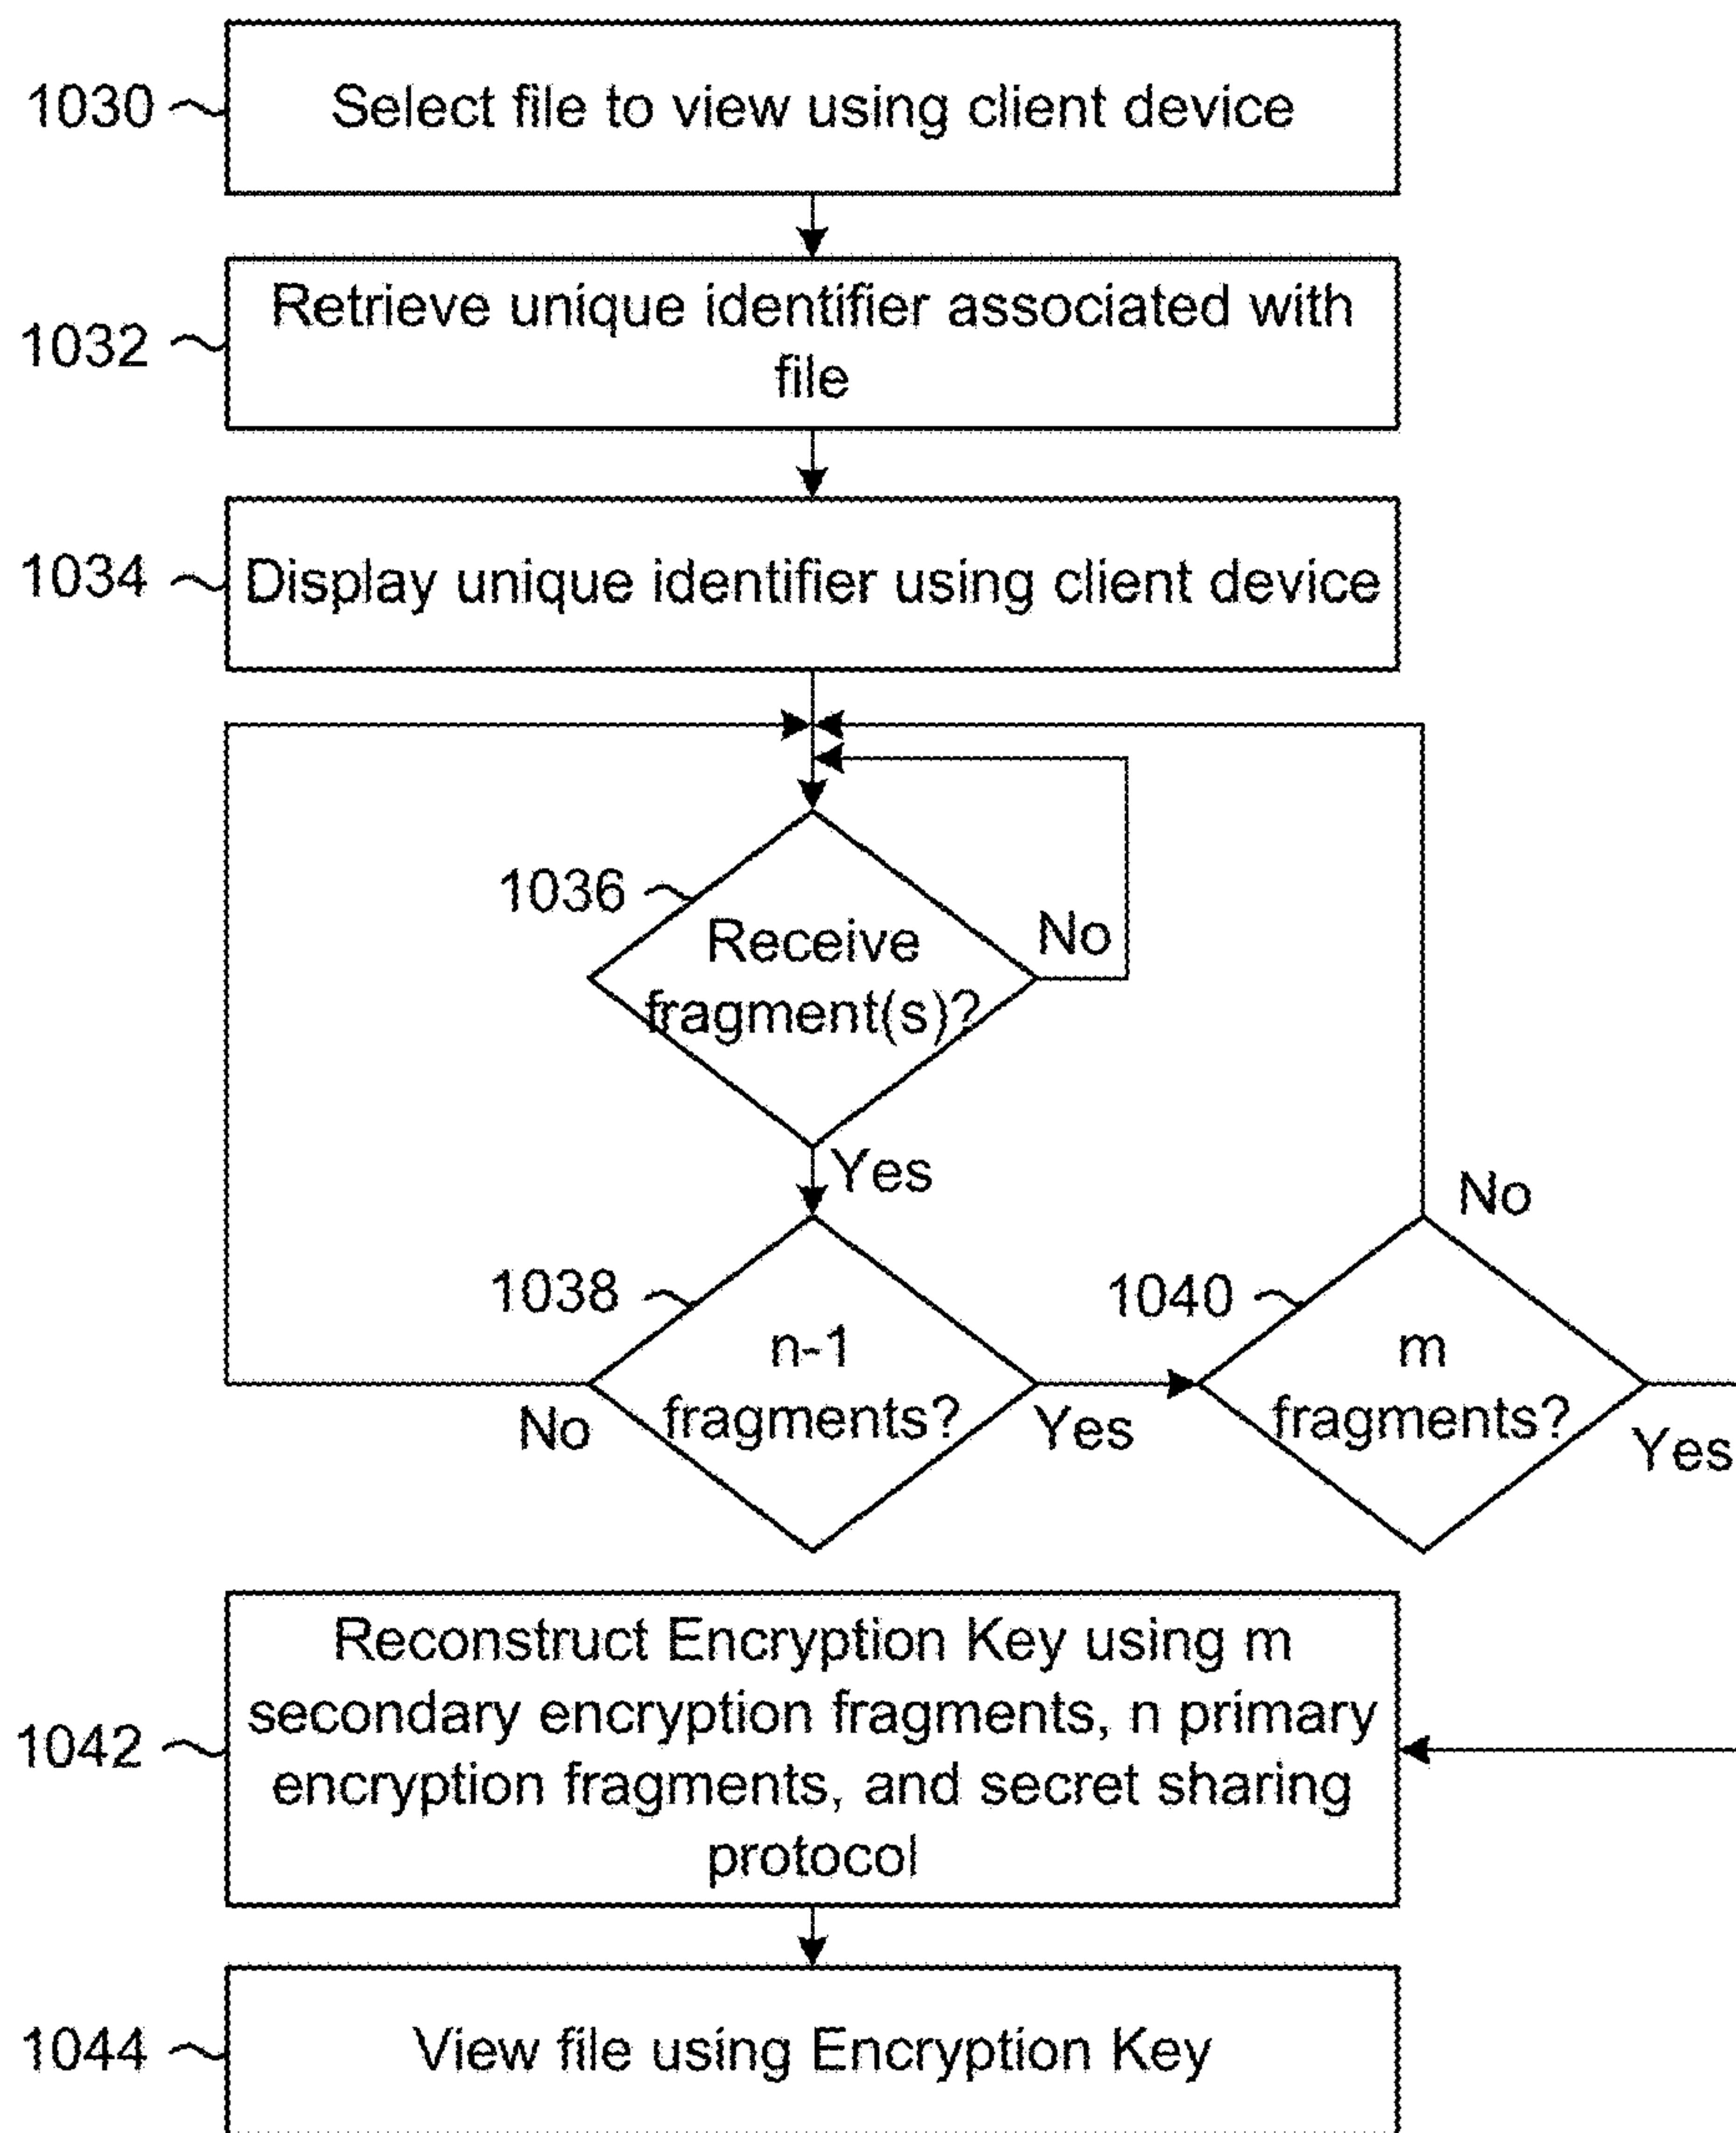 1030
Select file to view using client device
1032
Retrieve unique identifier associated with
file
1034
Display unique identifier using client device
1036
Receive
fragment(s)?
No
Yes
1038
n-1
fragments?
No
Yes
1040
m
fragments?
No
Yes
1042
Reconstruct Encryption Key using m
secondary encryption fragments, n primary
encryption fragments, and secret sharing
protocol
1044
View file using Encryption Key